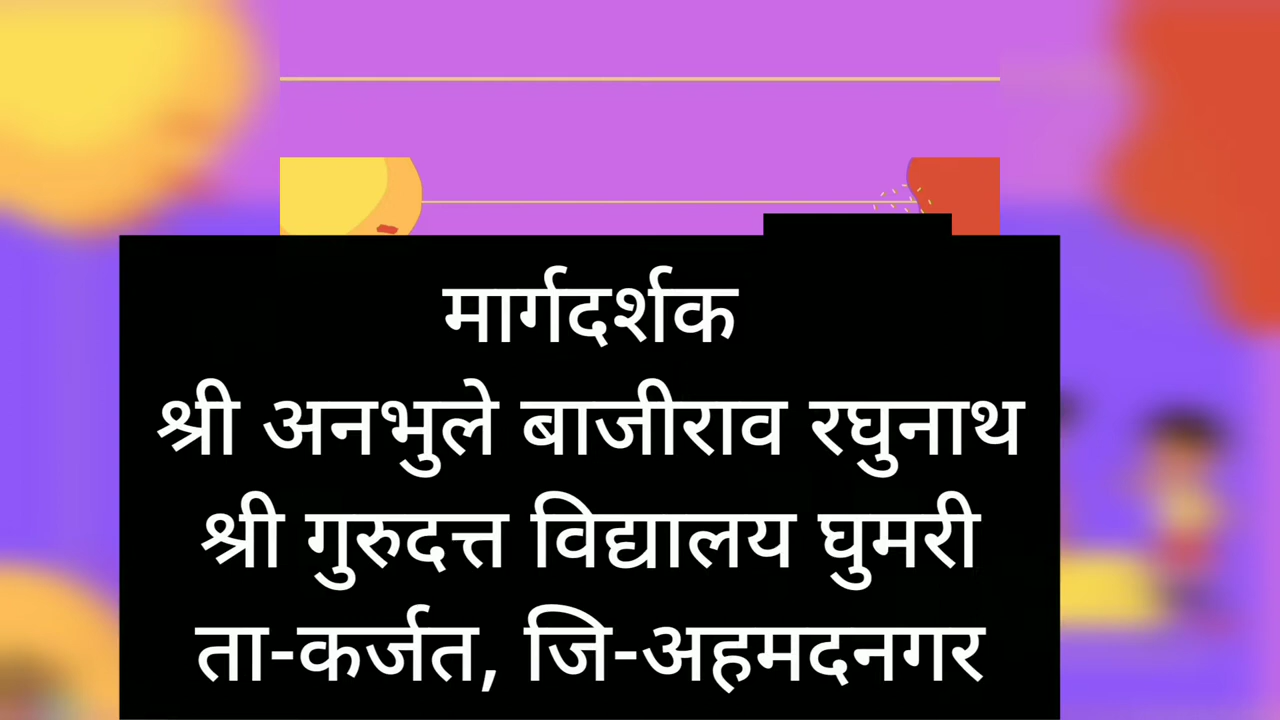 मार्गदर्शक
श्री अनभुले बाजीराव रघुनाथ
श्री गुरुदत्त विद्यालय घुमरी
ता-कर्जत, जि-अहमदनगर